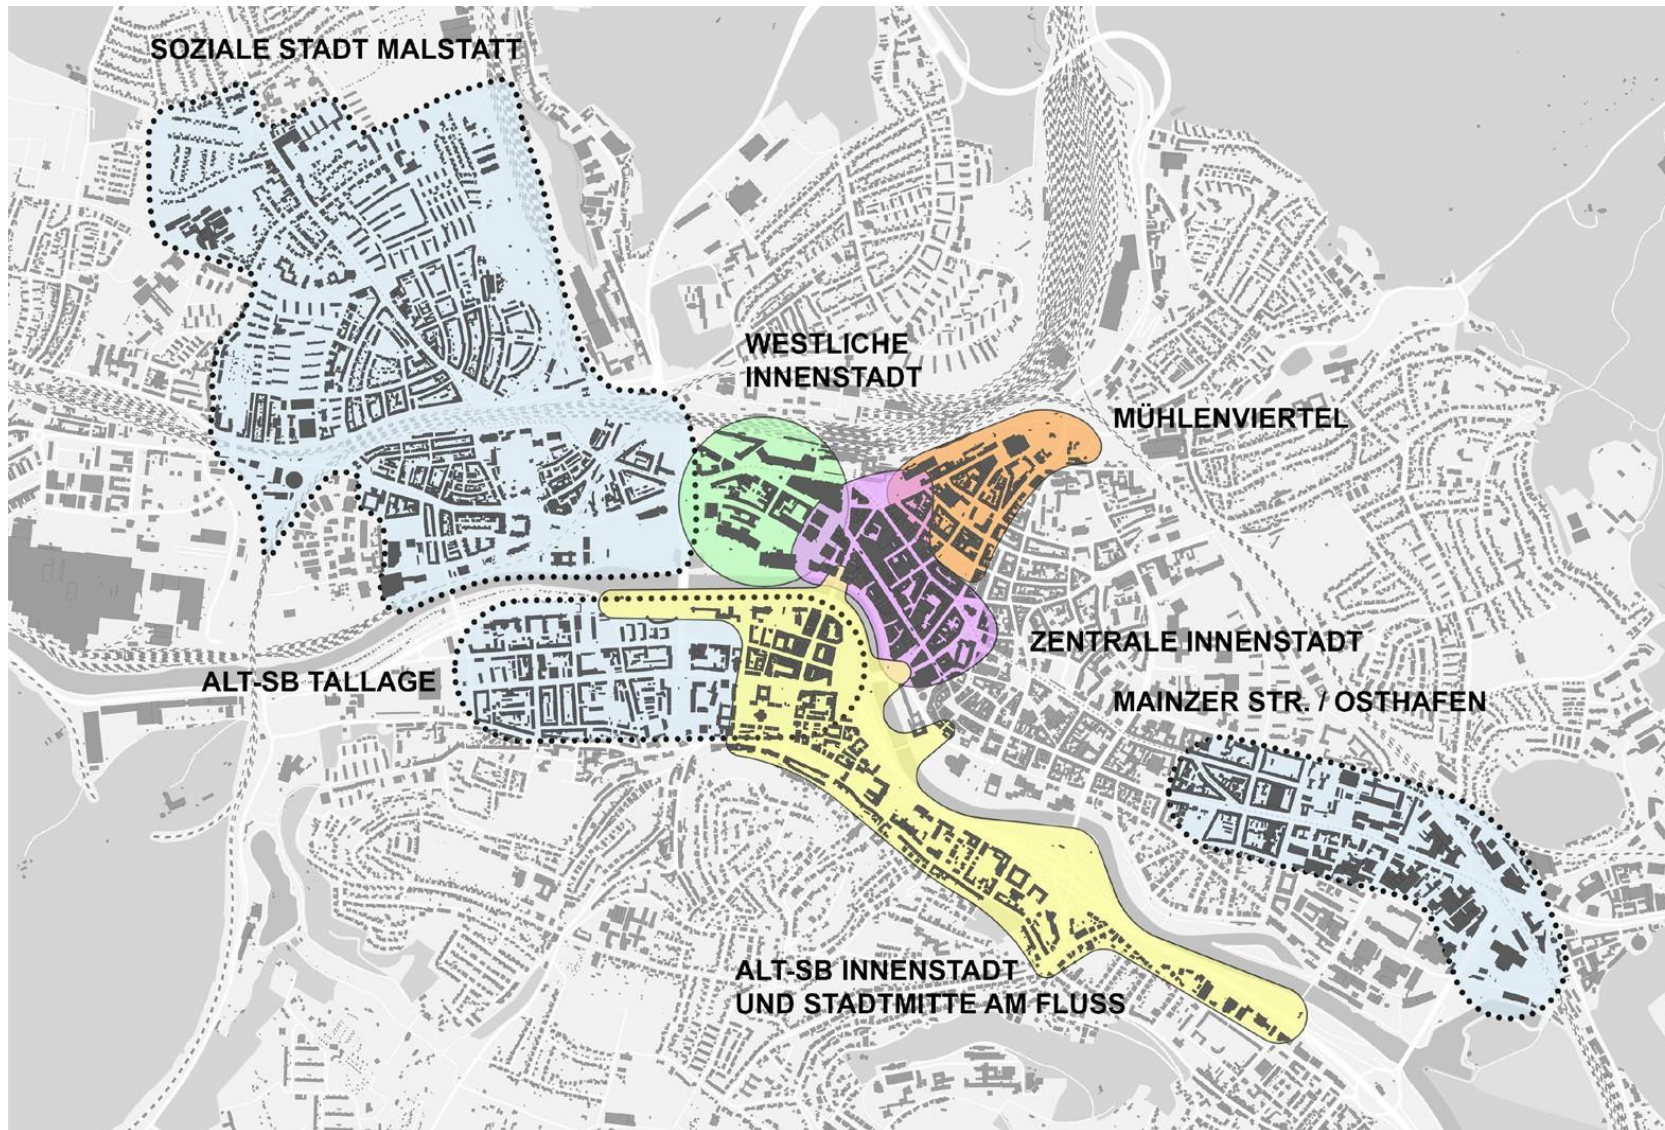 SOZIALE STADT MALSTATT
WESTLICHE
INNENSTADT
MÜHLENVIERTEL
ZENTRALE INNENSTADT
ALT-SB TALLAGE
MAINZER STR. / OSTHAFEN
ALT-SB INNENSTADT
UND STADTMITTE AM FLUSS